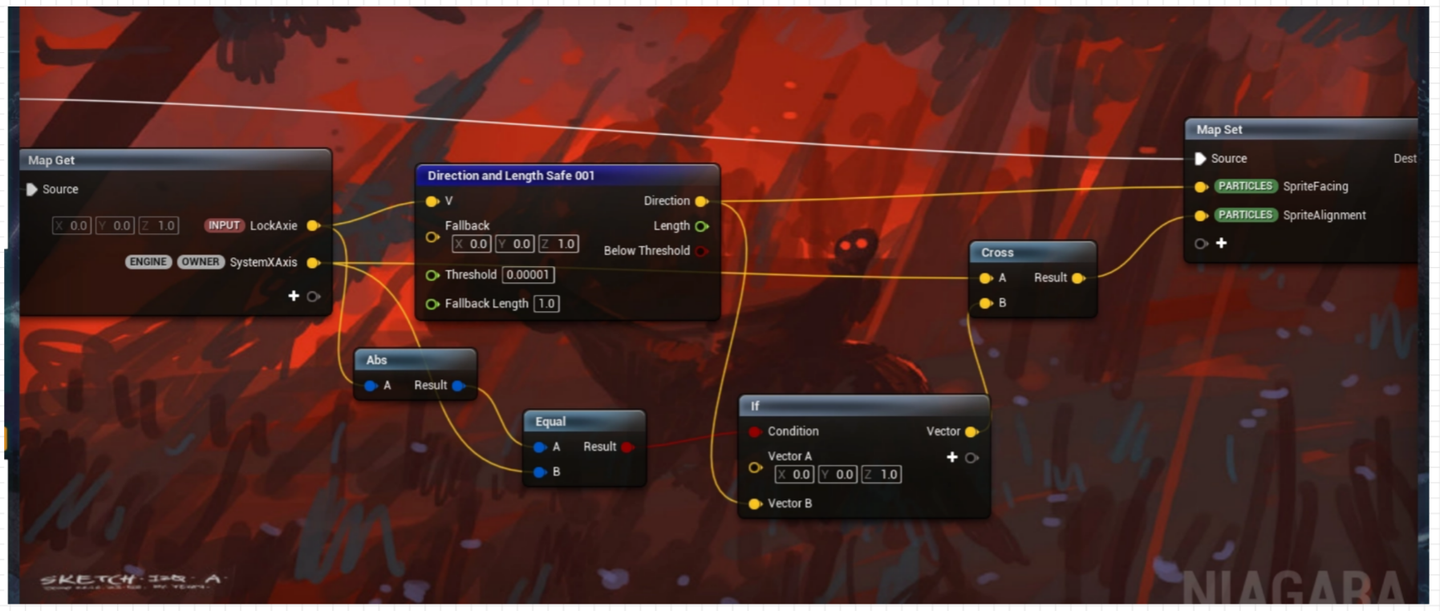 Map Get
Source
X 0.0 Y 0.0 Z 1.0 INPUT LockAxie
ENGINE OWNER SystemXAxis
Direction and Length Safe 001
V Direction
Fallback Length
X 0.0 Y 0.0 Z 1.0 Below Threshold
Threshold 0.00001
Fallback Length 1.0
Abs
A Result
Equal
A Result
B
If
Condition Vector
Vector A
X 0.0 Y 0.0 Z 1.0
Vector B
Cross
A Result
B
Map Set
Source Dest
PARTICLES SpriteFacing
PARTICLES SpriteAlignment
SKETCH
NIAGARA